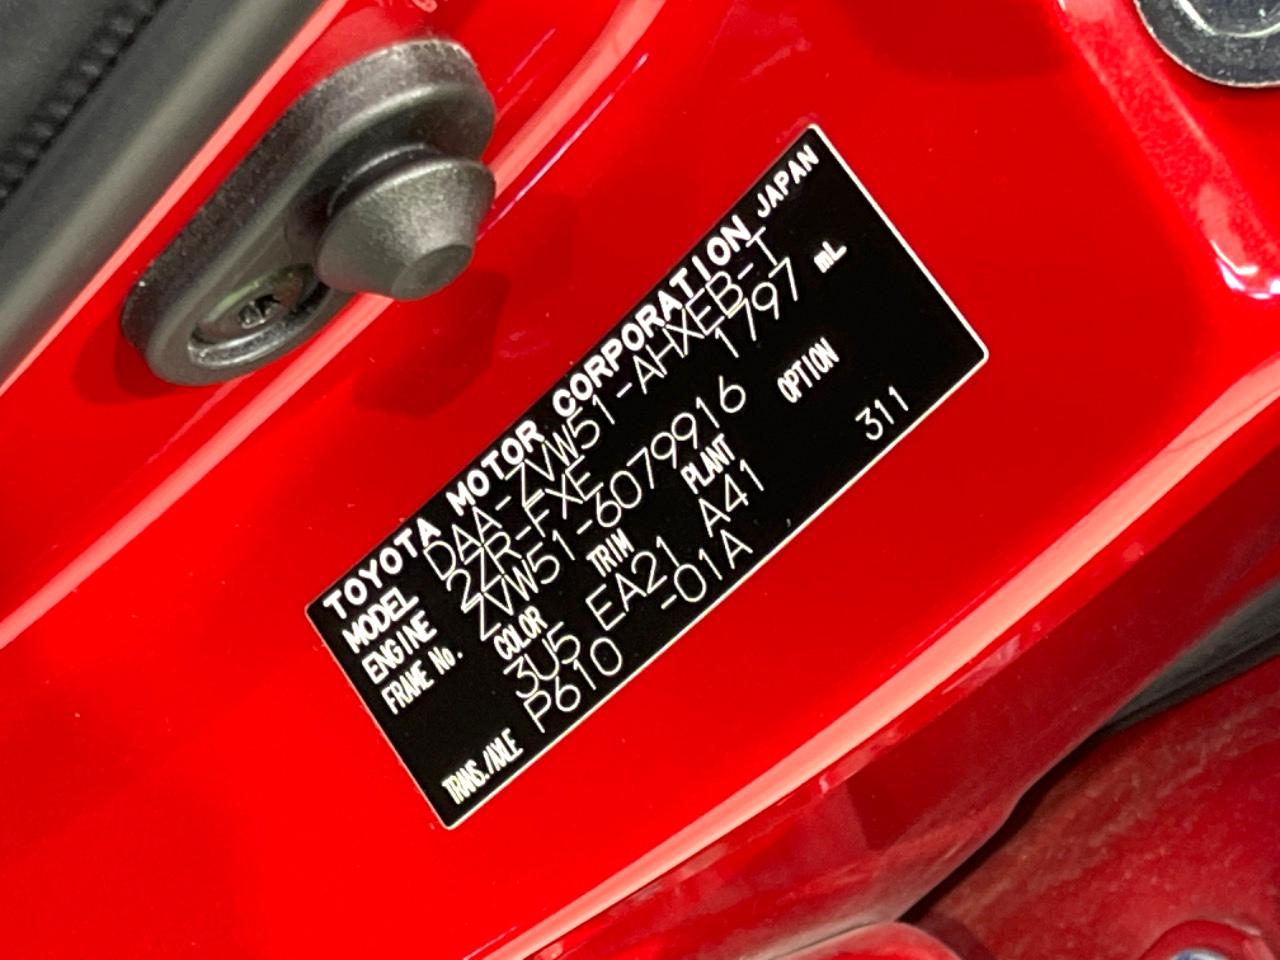 TOYOTA MOTOR CORPORATION JAPAN
MODEL DAA-ZVW51-AHXEB-T
ENGINE 2ZR-FXE 1797 mL
FRAME No. ZVW51-6079916
COLOR TRIM PLANT OPTION
3U5 EA21 A41 311
TRANS./AXLE P610 -01A